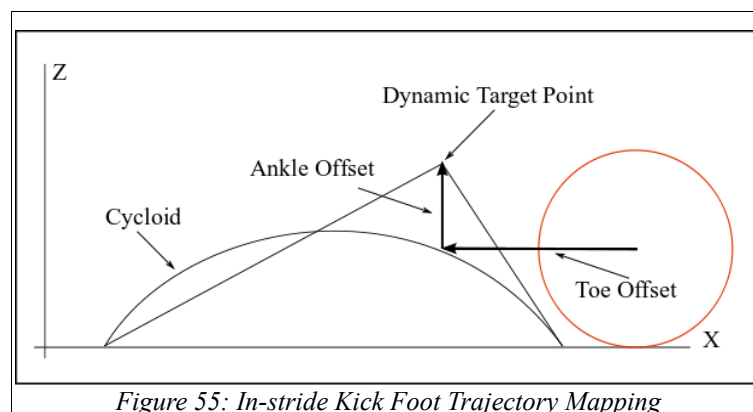 Z
Dynamic Target Point
Ankle Offset
Cycloid
Toe Offset
X
Figure 55: In-stride Kick Foot Trajectory Mapping